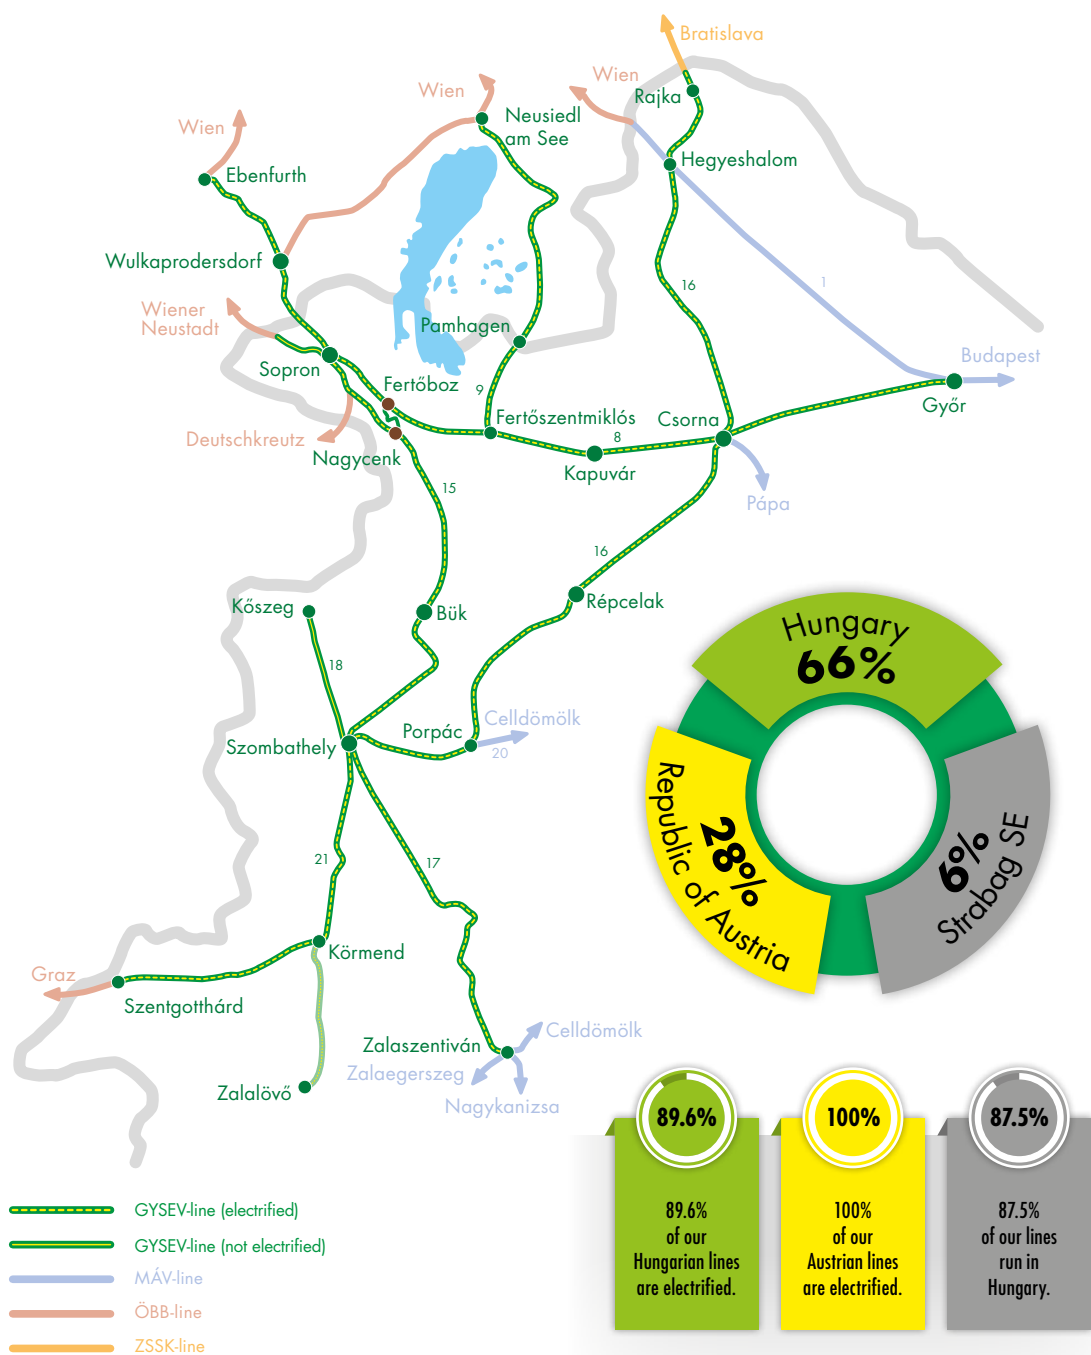 Bratislava
Wien
Rajka
Wien
Neusiedl
am See
Wien
Ebenfurth
Hegyeshalom
Wulkaprodersdorf
16
1
Wiener
Neustadt
Pamhagen
Sopron
Budapest
Győr
Fertőboz
9
Fertőszentmiklós
Csorna
8
Deutschkreutz
Nagycenk
Kapuvár
15
Pápa
16
Kőszeg
Bük
Répcelak
18
Szombathely
Porpác
Celldömölk
20
21
17
Körmend
Graz
Szentgotthárd
Zalaszentiván
Celldömölk
Zalaegerszeg
Zalalövő
Nagykanizsa
Hungary
66%
Republic of Austria
28%
6%
Strabag SE
89.6%
89.6%
of our
Hungarian lines
are electrified.
100%
100%
of our
Austrian lines
are electrified.
87.5%
87.5%
of our lines
run in
Hungary.
GYSEV-line (electrified)
GYSEV-line (not electrified)
MÁV-line
ÖBB-line
ZSSK-line